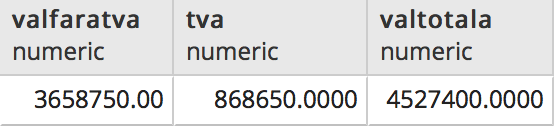 valfaratva tva valtotala
numeric numeric numeric
3658750.00 868650.0000 4527400.0000